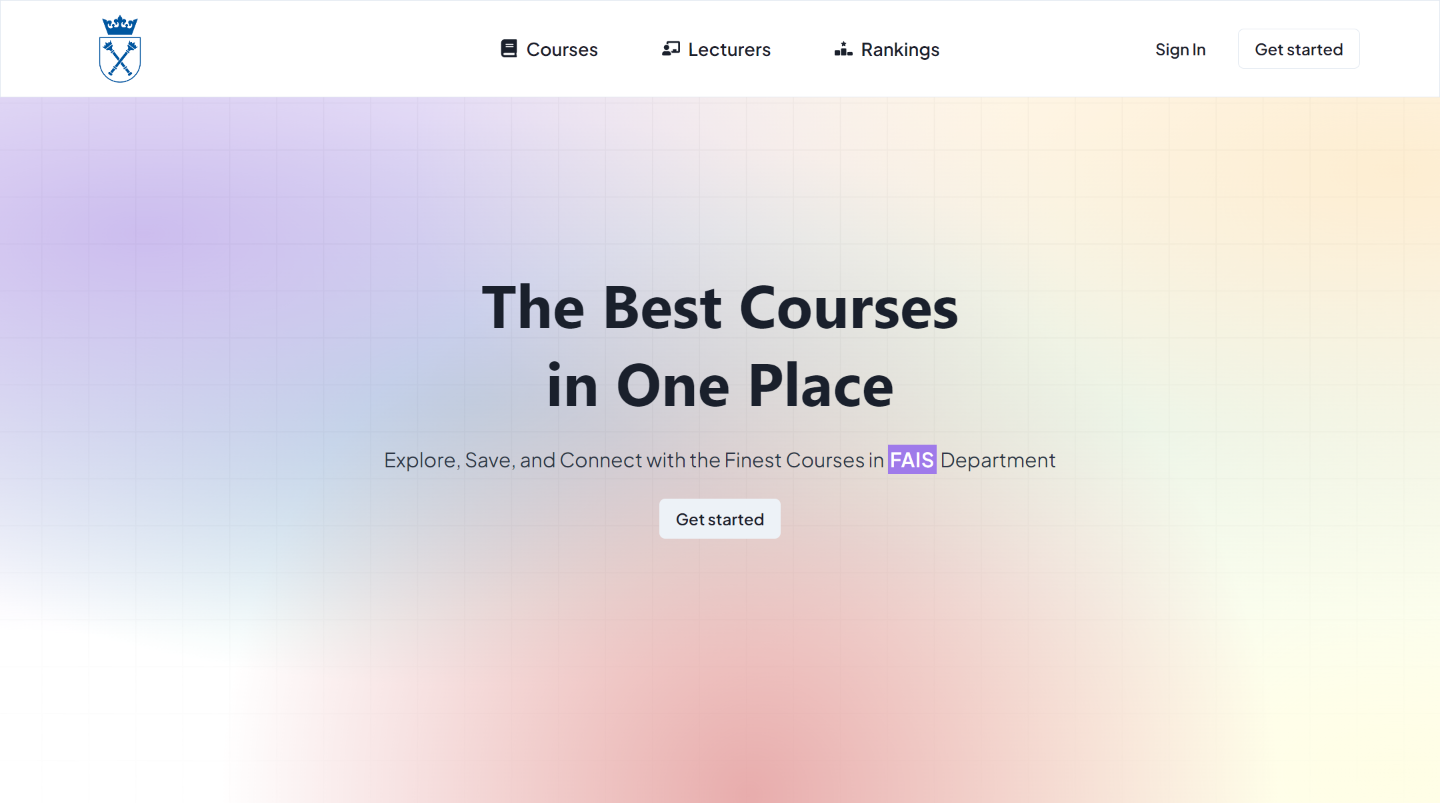 Courses
Lecturers
Rankings
Sign In
Get started
The Best Courses
in One Place
Explore, Save, and Connect with the Finest Courses in FAIS Department
Get started